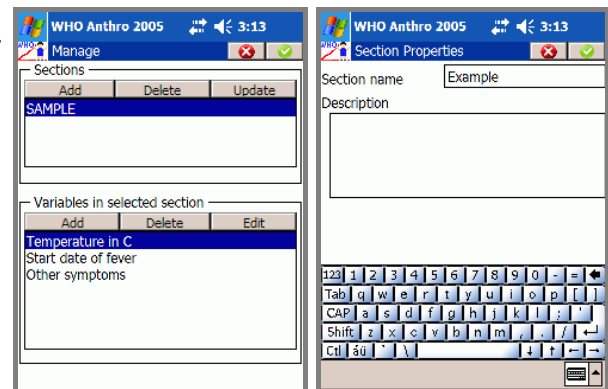 WHO Anthro 2005 3:13
WHO
Manage
Sections
Add Delete Update
SAMPLE
Variables in selected section
Add Delete Edit
Temperature in C
Start date of fever
Other symptoms
WHO Anthro 2005 3:13
WHO
Section Properties
Section name Example
Description
123 1 2 3 4 5 6 7 8 9 0 - =
Tab q w e r t y u i o p [ ]
CAP a s d f g h j k l ; '
Shift z x c v b n m , . /
Ctl áü ` \